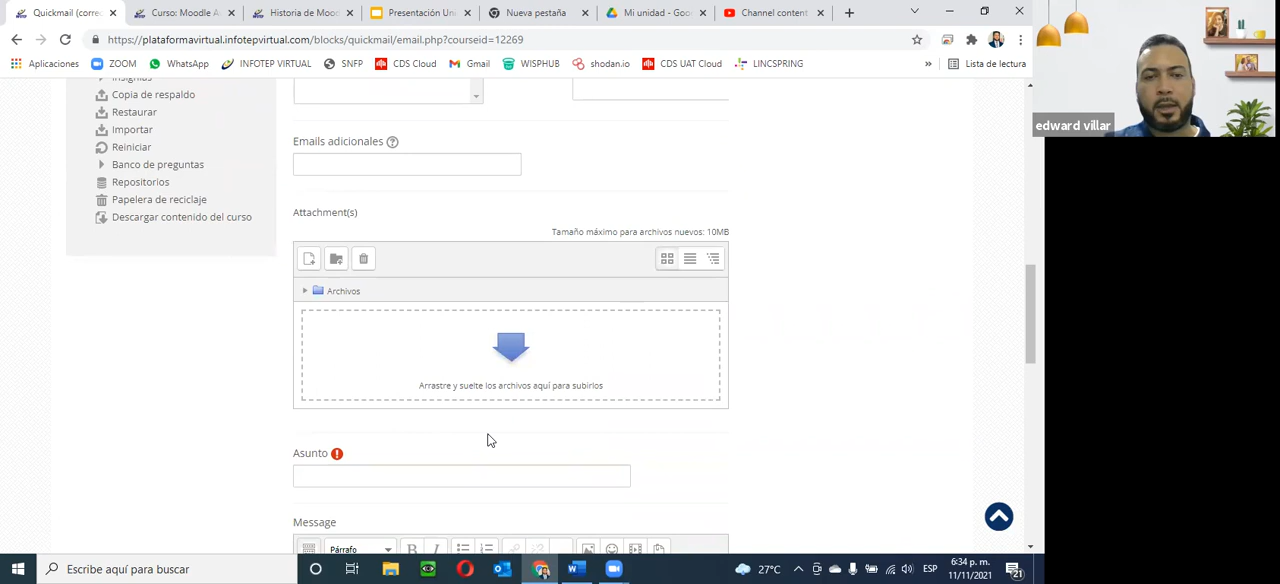 Quickmail (corre
Curso: Moodle A
Historia de Moo
Presentación Un
Nueva pestaña
Mi unidad - Goo
Channel content
https://plataformavirtual.infotepvirtual.com/blocks/quickmail/email.php?courseid=12269
Aplicaciones
ZOOM
WhatsApp
INFOTEP VIRTUAL
SNFP
CDS Cloud
Gmail
WISPHUB
shodan.io
CDS UAT Cloud
LINCSPRING
»
Lista de lectura
Insignias
Copia de respaldo
Restaurar
Importar
Reiniciar
Banco de preguntas
Repositorios
Papelera de reciclaje
Descargar contenido del curso
Emails adicionales
Attachment(s)
Tamaño máximo para archivos nuevos: 10MB
Archivos
Arrastre y suelte los archivos aquí para subirlos
Asunto
Message
Párrafo
B I
edward villar
Escribe aquí para buscar
27°C
ESP
6:34 p. m.
11/11/2021
21